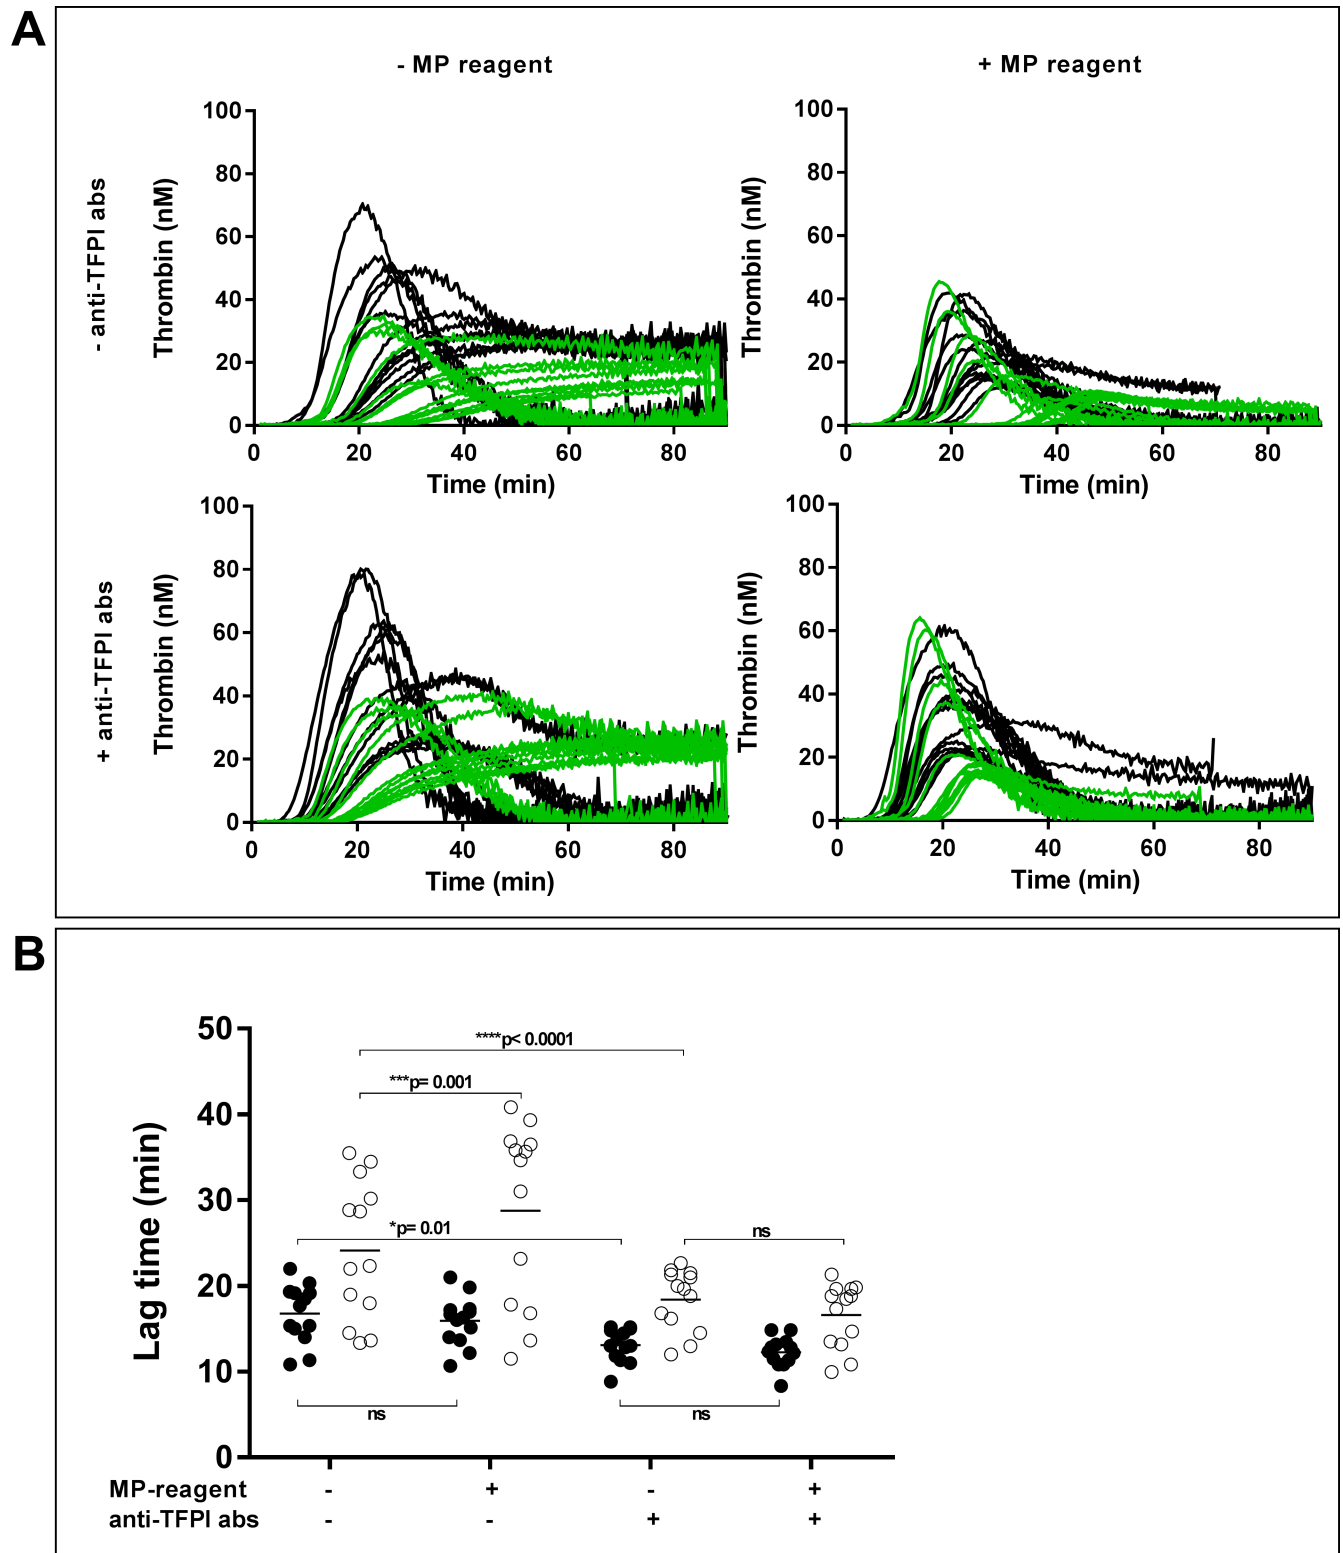 A
- MP reagent
+ MP reagent
- anti-TFPI abs
Thrombin (nM)
100
80
60
40
20
0
0 20 40 60 80
Time (min)
Thrombin (nM)
100
80
60
40
20
0
0 20 40 60 80
Time (min)
+ anti-TFPI abs
Thrombin (nM)
100
80
60
40
20
0
0 20 40 60 80
Time (min)
Thrombin (nM)
100
80
60
40
20
0
0 20 40 60 80
Time (min)
B
Lag time (min)
50
40
30
20
10
0
****p< 0.0001
***p= 0.001
*p= 0.01
ns
ns
ns
MP-reagent - + - +
anti-TFPI abs - - + +